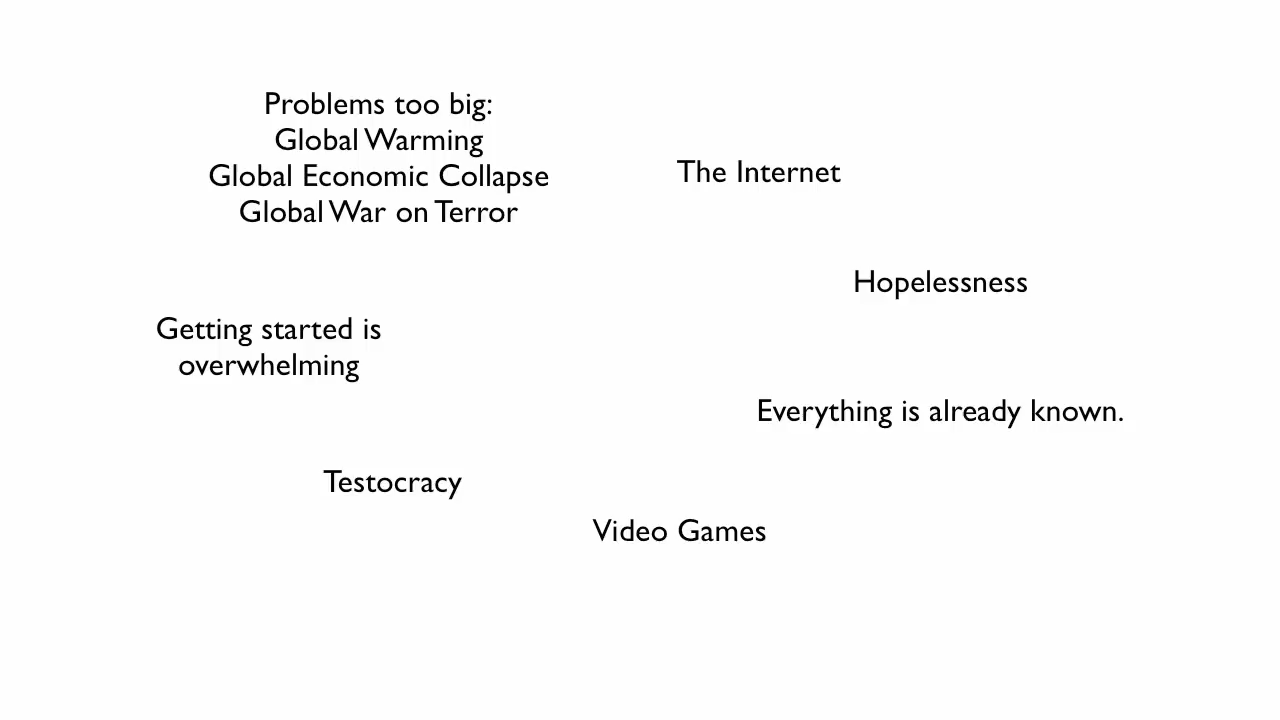 Problems too big:
Global Warming
Global Economic Collapse
Global War on Terror
The Internet
Hopelessness
Getting started is
overwhelming
Everything is already known.
Testocracy
Video Games